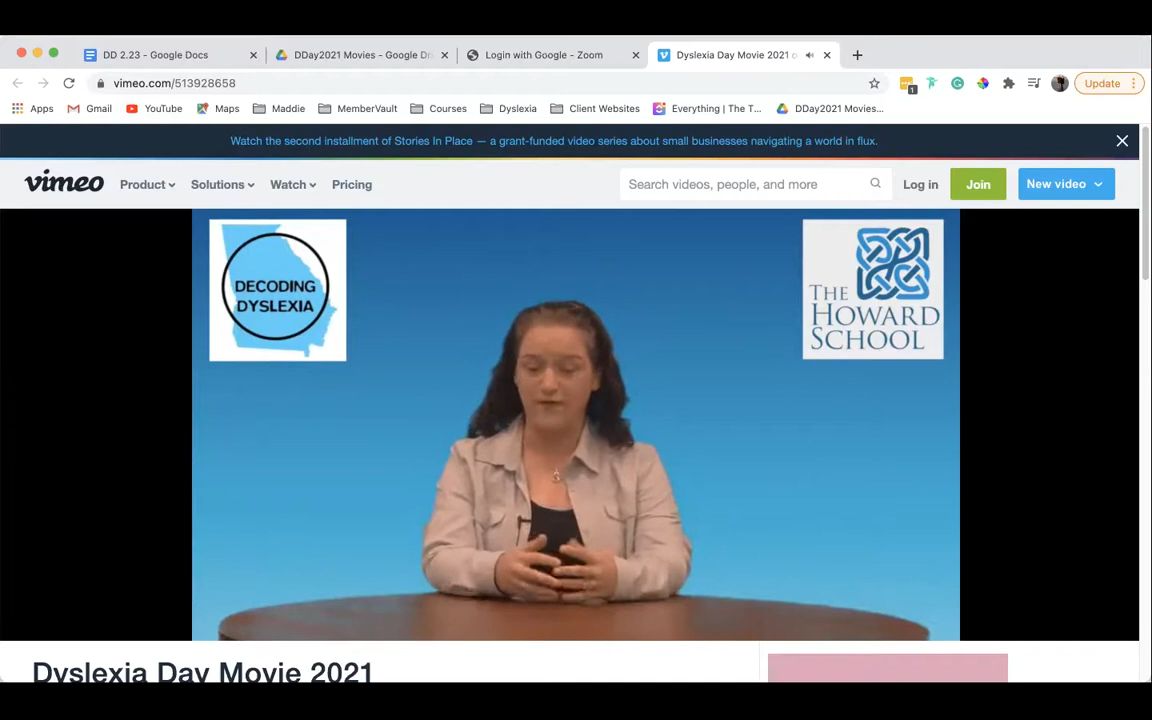 DD 2.23 - Google Docs
DDay2021 Movies - Google Dr
Login with Google - Zoom
Dyslexia Day Movie 2021 o
vimeo.com/513928658
1
Update
Apps
Gmail
YouTube
Maps
Maddie
MemberVault
Courses
Dyslexia
Client Websites
Everything | The T...
DDay2021 Movies...
Watch the second installment of Stories In Place — a grant-funded video series about small businesses navigating a world in flux.
vimeo
Product
Solutions
Watch
Pricing
Search videos, people, and more
Log in
Join
New video
DECODING
DYSLEXIA
THE
HOWARD
SCHOOL
Dyslexia Day Movie 2021